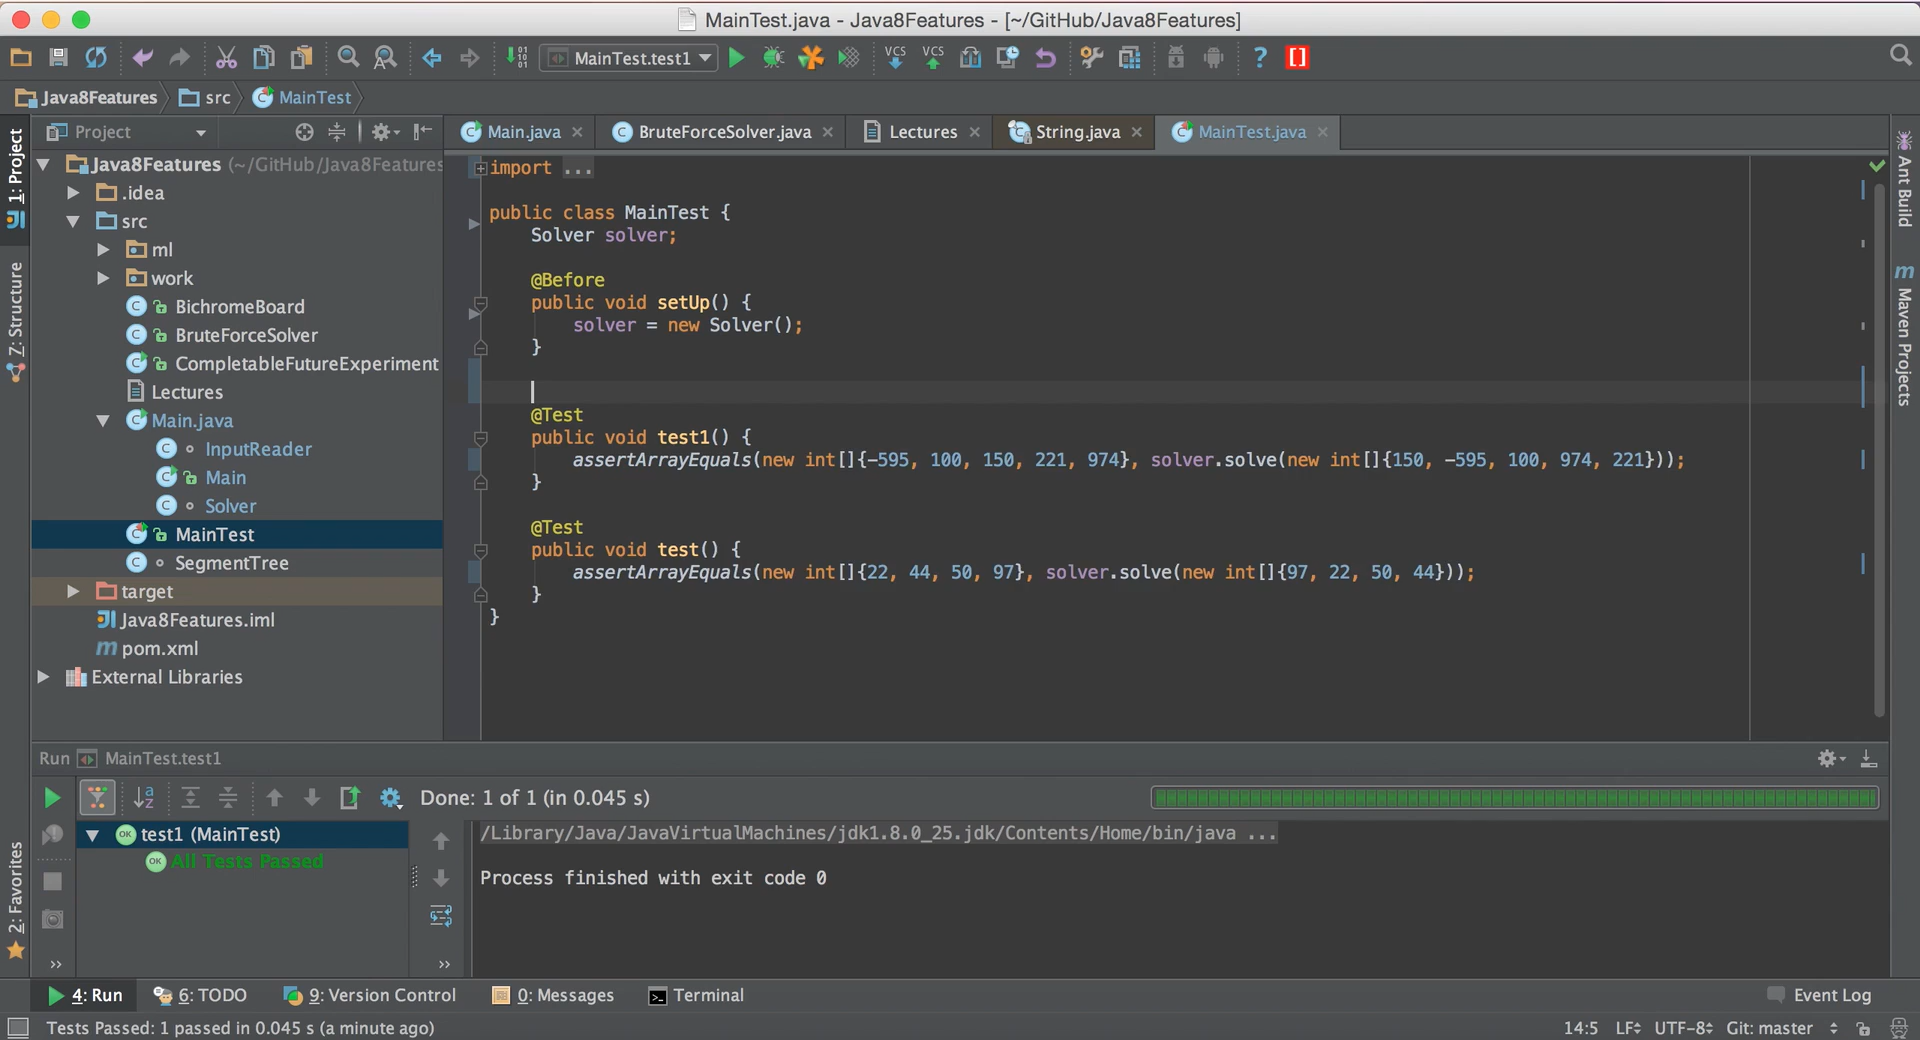 MainTest.java - Java8Features - [~/GitHub/Java8Features]
MainTest.test1
VCS VCS
Java8Features src MainTest
Project
Main.java BruteForceSolver.java Lectures String.java MainTest.java
1: Project
7: Structure
2: Favorites
Java8Features (~/GitHub/Java8Features
.idea
src
ml
work
BichromeBoard
BruteForceSolver
CompletableFutureExperiment
Lectures
Main.java
InputReader
Main
Solver
MainTest
SegmentTree
target
Java8Features.iml
pom.xml
External Libraries
import ...
public class MainTest {
Solver solver;
@Before
public void setUp() {
solver = new Solver();
}
@Test
public void test1() {
assertArrayEquals(new int[]{-595, 100, 150, 221, 974}, solver.solve(new int[]{150, -595, 100, 974, 221}));
}
@Test
public void test() {
assertArrayEquals(new int[]{22, 44, 50, 97}, solver.solve(new int[]{97, 22, 50, 44}));
}
}
Ant Build
Maven Projects
Run MainTest.test1
Done: 1 of 1 (in 0.045 s)
test1 (MainTest)
All Tests Passed
/Library/Java/JavaVirtualMachines/jdk1.8.0_25.jdk/Contents/Home/bin/java ...
Process finished with exit code 0
4: Run 6: TODO 9: Version Control 0: Messages Terminal Event Log
Tests Passed: 1 passed in 0.045 s (a minute ago) 14:5 LF UTF-8 Git: master